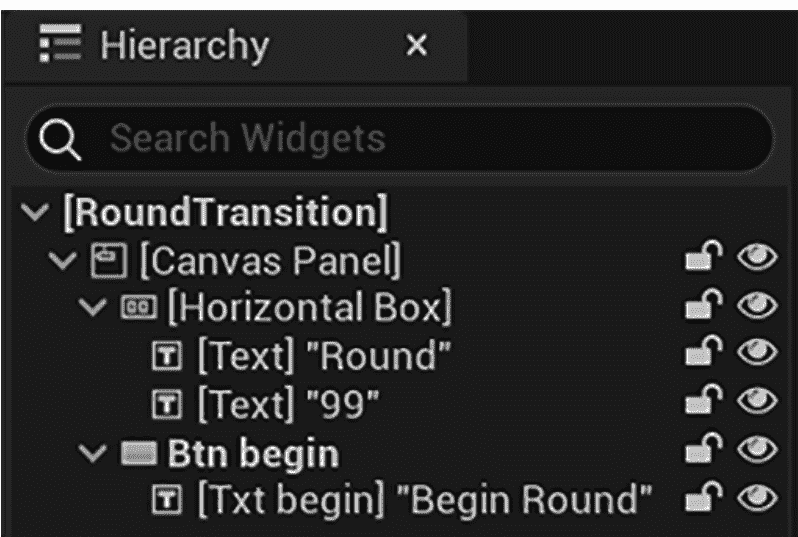 Hierarchy
Search Widgets
[RoundTransition]
[Canvas Panel]
[Horizontal Box]
[Text] "Round"
[Text] "99"
Btn begin
[Txt begin] "Begin Round"